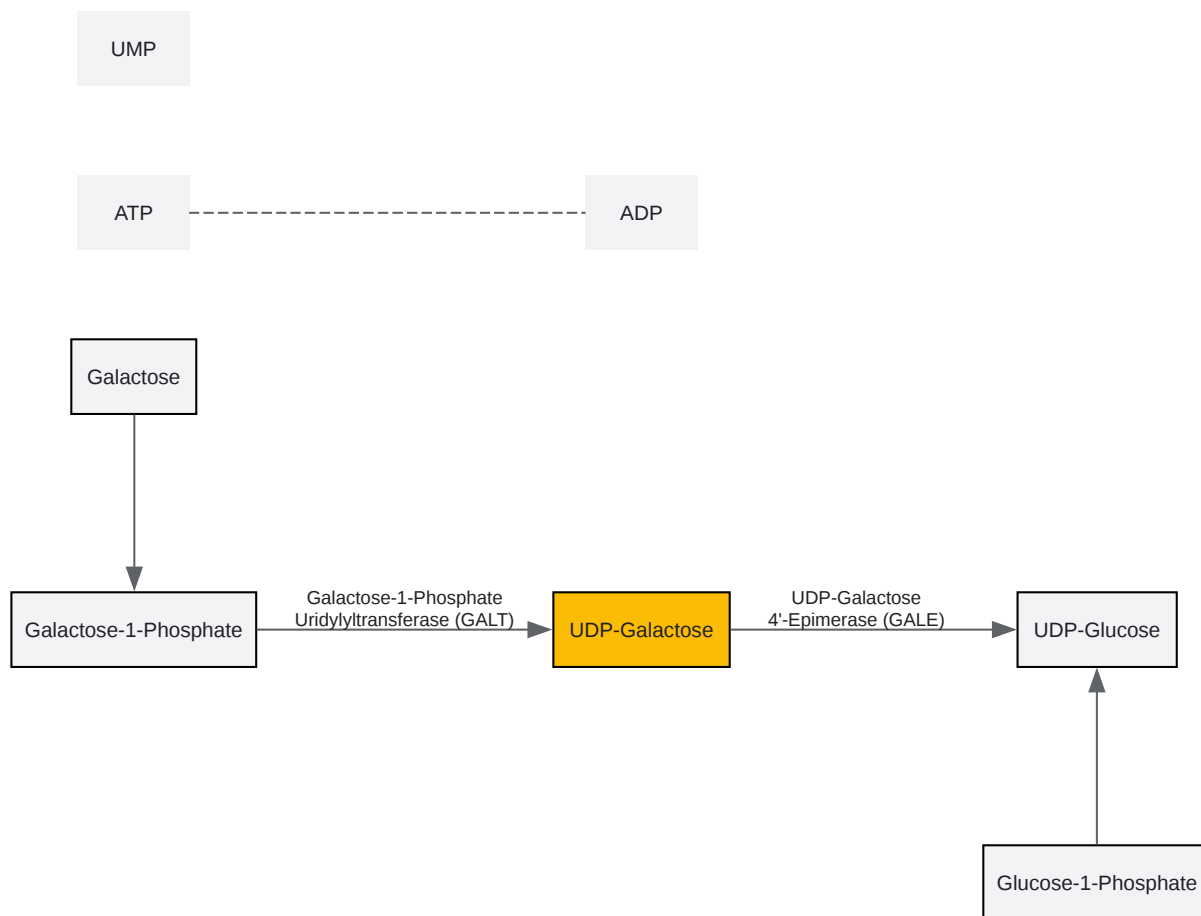 UMP
ATP
ADP
Galactose
Galactose-1-Phosphate
Galactose-1-Phosphate
Uridylyltransferase (GALT)
UDP-Galactose
UDP-Galactose
4'-Epimerase (GALE)
UDP-Glucose
Glucose-1-Phosphate